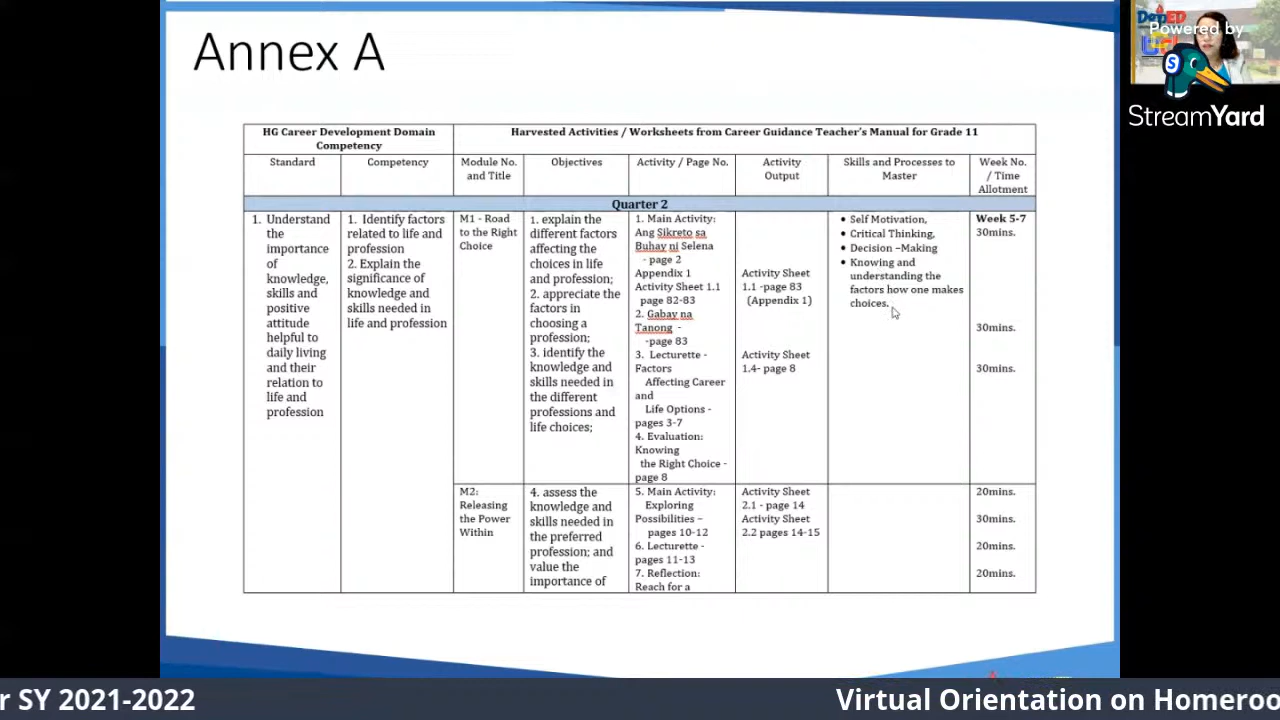 Annex A
HG Career Development Domain
Competency
Harvested Activities / Worksheets from Career Guidance Teacher's Manual for Grade 11
Standard
Competency
Module No.
and Title
Objectives
Activity / Page No.
Activity
Output
Skills and Processes to
Master
Week No.
/ Time
Allotment
Quarter 2
1. Understand
the
importance
of
knowledge,
skills and
positive
attitude
helpful to
daily living
and their
relation to
life and
profession
1. Identify factors
related to life and
profession
2. Explain the
significance of
knowledge and
skills needed in
life and profession
M1 - Road
to the Right
Choice
1. explain the
different factors
affecting the
choices in life
and profession;
2. appreciate the
factors in
choosing a
profession;
3. identify the
knowledge and
skills needed in
the different
professions and
life choices;
1. Main Activity:
Ang Sikreto sa
Buhay ni Selena
- page 2
Appendix 1
Activity Sheet 1.1
page 82-83
2. Gabay na
Tanong -
-page 83
3. Lecturette -
Factors
Affecting Career
and
Life Options -
pages 3-7
4. Evaluation:
Knowing
the Right Choice -
page 8
Activity Sheet
1.1 -page 83
(Appendix 1)
Activity Sheet
1.4- page 8
• Self Motivation,
• Critical Thinking,
• Decision –Making
• Knowing and
understanding the
factors how one makes
choices.
Week 5-7
30mins.
30mins.
30mins.
M2:
Releasing
the Power
Within
4. assess the
knowledge and
skills needed in
the preferred
profession; and
value the
importance of
5. Main Activity:
Exploring
Possibilities –
pages 10-12
6. Lecturette -
pages 11-13
7. Reflection:
Reach for a
Activity Sheet
2.1 - page 14
Activity Sheet
2.2 pages 14-15
20mins.
30mins.
20mins.
20mins.
DepED
Powered by
S
StreamYard
r SY 2021-2022
Virtual Orientation on Homeroo